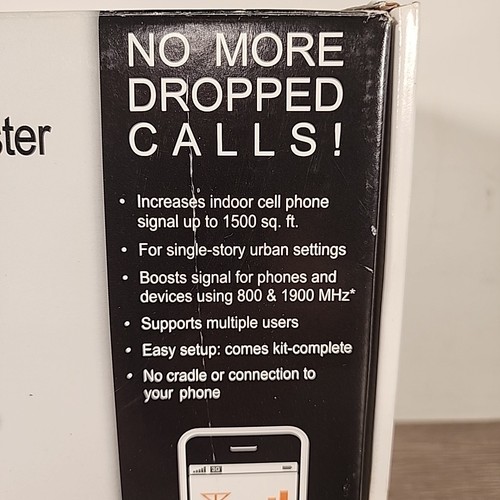 NO MORE
DROPPED
CALLS!
ster
• Increases indoor cell phone
signal up to 1500 sq. ft.
• For single-story urban settings
• Boosts signal for phones and
devices using 800 & 1900 MHz*
• Supports multiple users
• Easy setup: comes kit-complete
• No cradle or connection to
your phone
3G